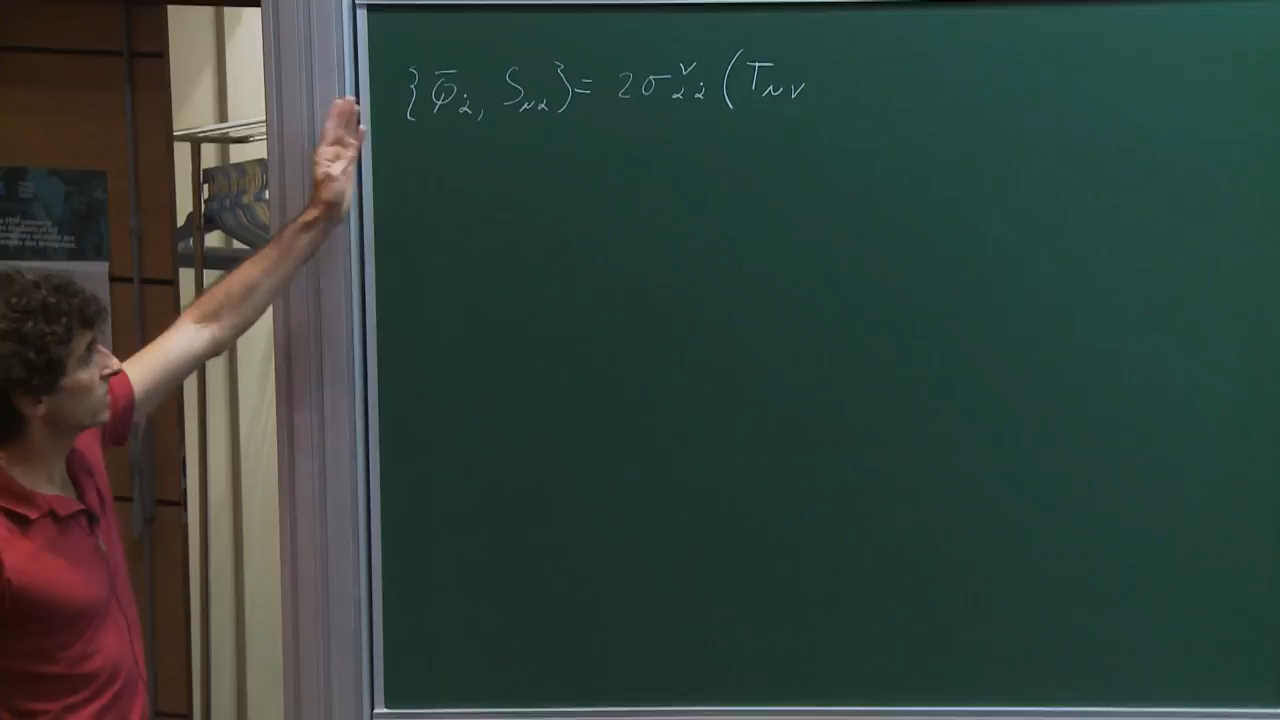 {Q̄_α̇, S_μα} = 2σ^ν_αα̇ (T_μν